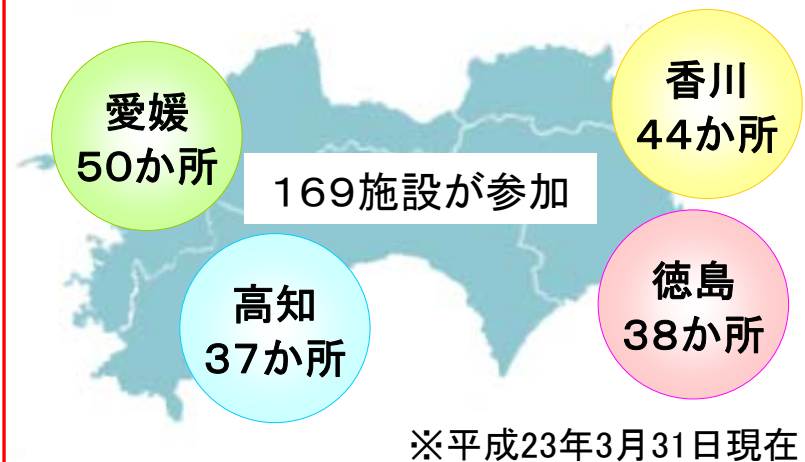 愛媛
50か所
香川
44か所
169施設が参加
高知
37か所
徳島
38か所
※平成23年3月31日現在